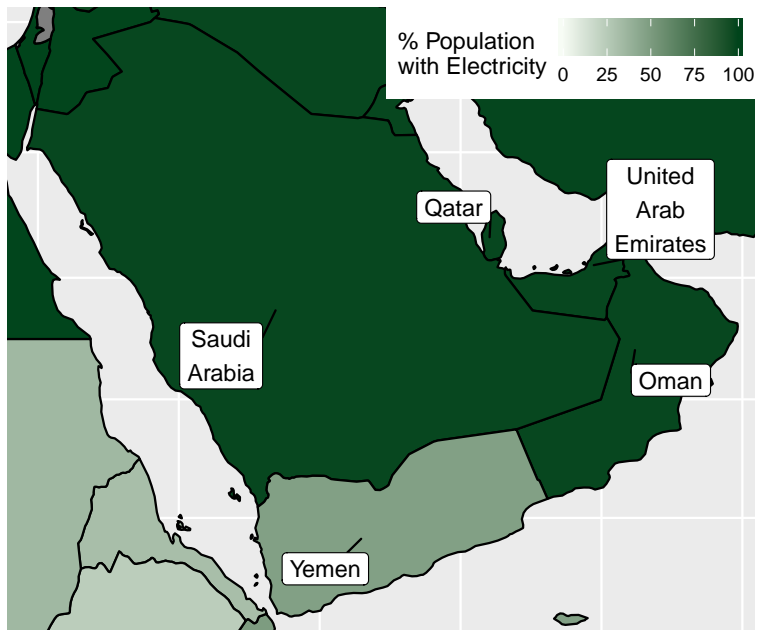 % Population
with Electricity
0 25 50 75 100
United
Arab
Emirates
Qatar
Saudi
Arabia
Oman
Yemen